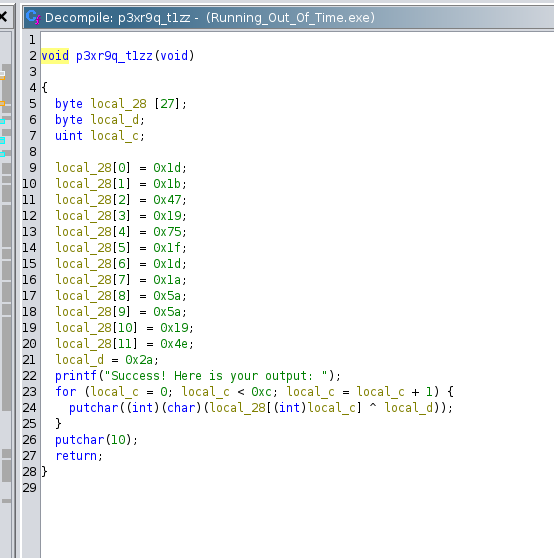 Decompile: p3xr9q_t1zz - (Running_Out_Of_Time.exe)
1
2 void p3xr9q_t1zz(void)
3
4 {
5   byte local_28 [27];
6   byte local_d;
7   uint local_c;
8
9   local_28[0] = 0x1d;
10   local_28[1] = 0x1b;
11   local_28[2] = 0x47;
12   local_28[3] = 0x19;
13   local_28[4] = 0x75;
14   local_28[5] = 0x1f;
15   local_28[6] = 0x1d;
16   local_28[7] = 0x1a;
17   local_28[8] = 0x5a;
18   local_28[9] = 0x5a;
19   local_28[10] = 0x19;
20   local_28[11] = 0x4e;
21   local_d = 0x2a;
22   printf("Success! Here is your output: ");
23   for (local_c = 0; local_c < 0xc; local_c = local_c + 1) {
24     putchar((int)(char)(local_28[(int)local_c] ^ local_d));
25   }
26   putchar(10);
27   return;
28 }
29